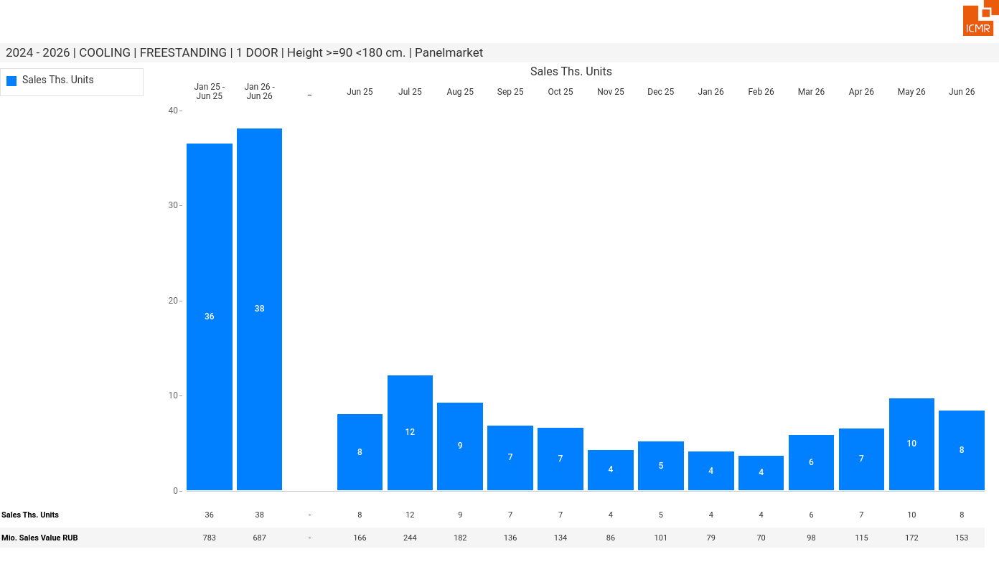 ICMR
2024 - 2026 | COOLING | FREESTANDING | 1 DOOR | Height >=90 <180 cm. | Panelmarket
Sales Ths. Units
Sales Ths. Units
Jan 25 - Jun 25 Jan 26 - Jun 26 – Jun 25 Jul 25 Aug 25 Sep 25 Oct 25 Nov 25 Dec 25 Jan 26 Feb 26 Mar 26 Apr 26 May 26 Jun 26
40
30
20
10
0
36 38 8 12 9 7 7 4 5 4 4 6 7 10 8
Sales Ths. Units 36 38 - 8 12 9 7 7 4 5 4 4 6 7 10 8
Mio. Sales Value RUB 783 687 - 166 244 182 136 134 86 101 79 70 98 115 172 153